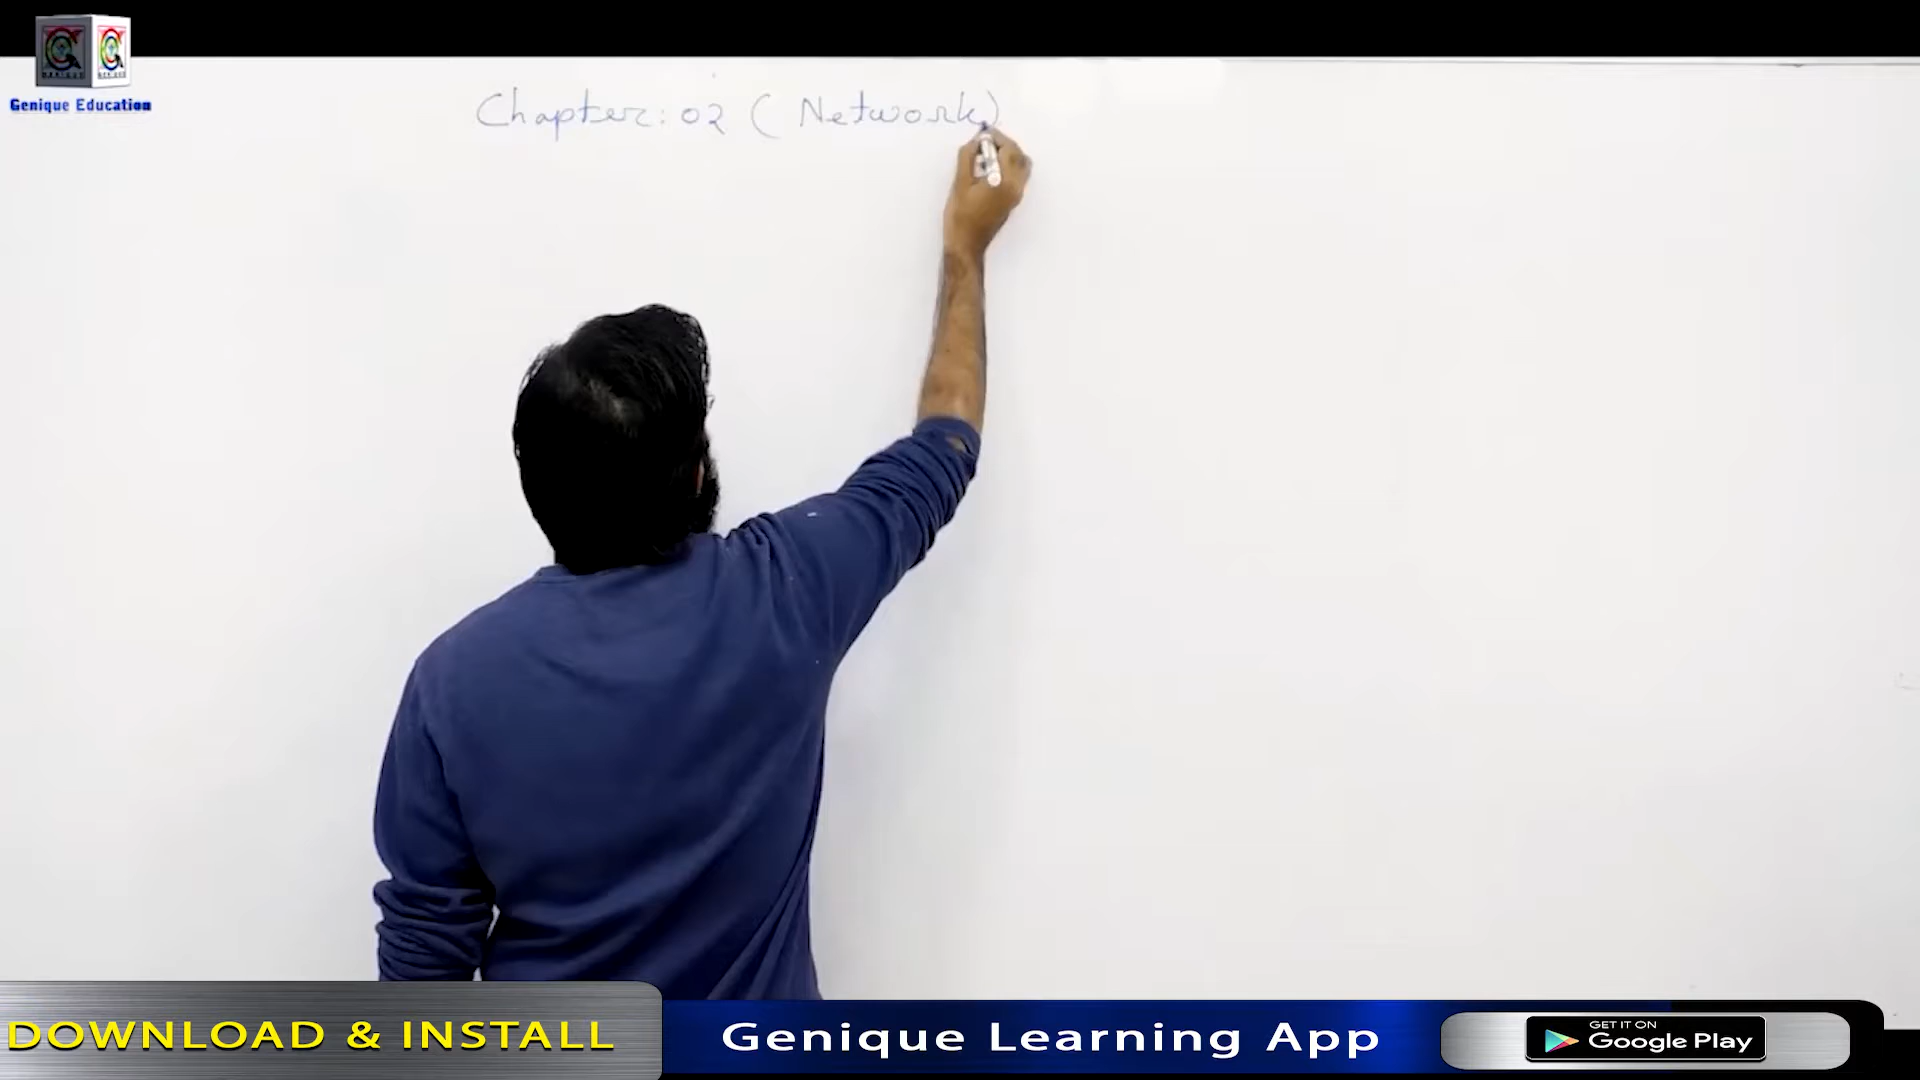 Genique Education
Chapter: 02 ( Network)
DOWNLOAD & INSTALL
Genique Learning App
GET IT ON
Google Play